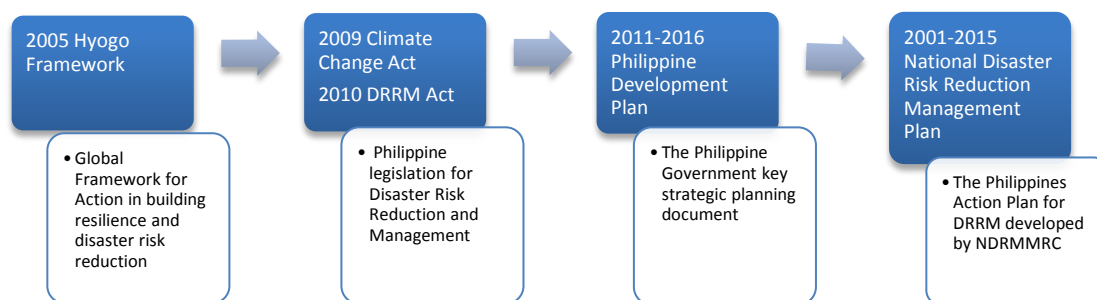 2005 Hyogo
Framework
• Global
Framework for
Action in building
resilience and
disaster risk
reduction
2009 Climate
Change Act
2010 DRRM Act
• Philippine
legislation for
Disaster Risk
Reduction and
Management
2011-2016
Philippine
Development
Plan
• The Philippine
Government key
strategic planning
document
2001-2015
National Disaster
Risk Reduction
Management
Plan
• The Philippines
Action Plan for
DRRM developed
by NDRMMRC